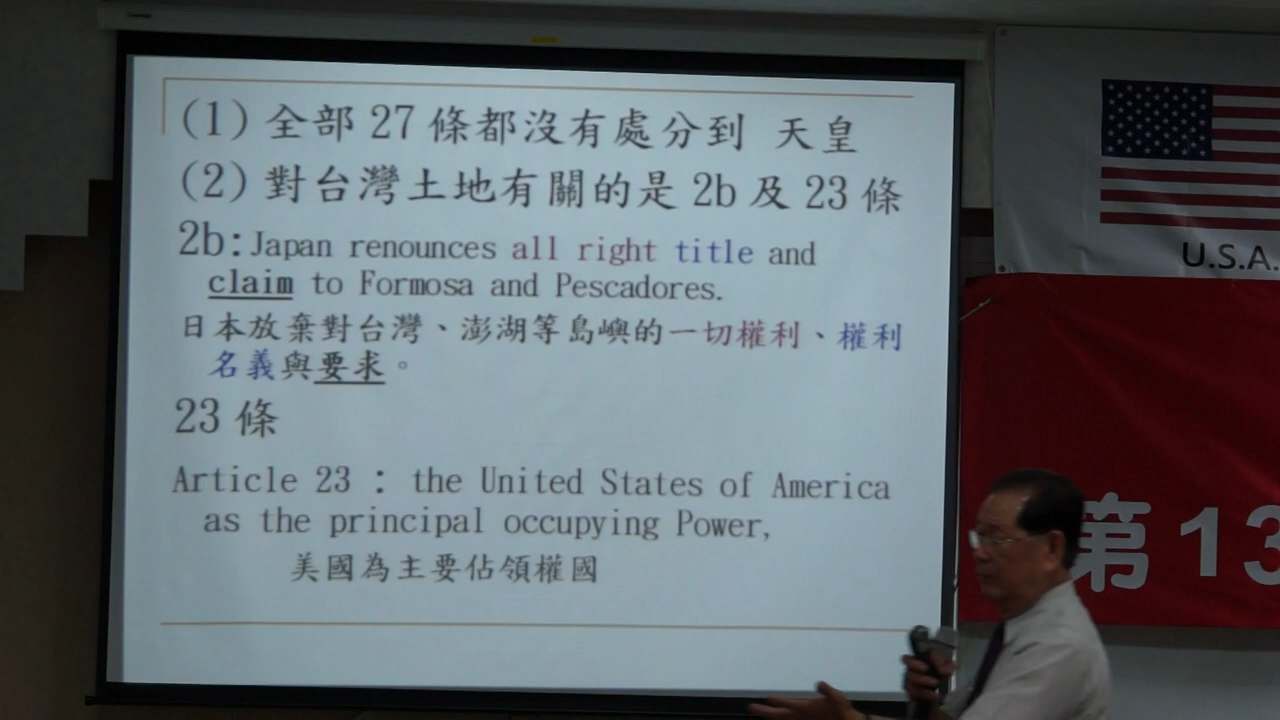 (1) 全部 27 條都沒有處分到 天皇
(2) 對台灣土地有關的是 2b 及 23 條
2b:Japan renounces all right title and
claim to Formosa and Pescadores.
日本放棄對台灣、澎湖等島嶼的一切權利、權利
名義與要求。
23 條
Article 23 : the United States of America
as the principal occupying Power,
美國為主要佔領權國
U.S.A.
第 13